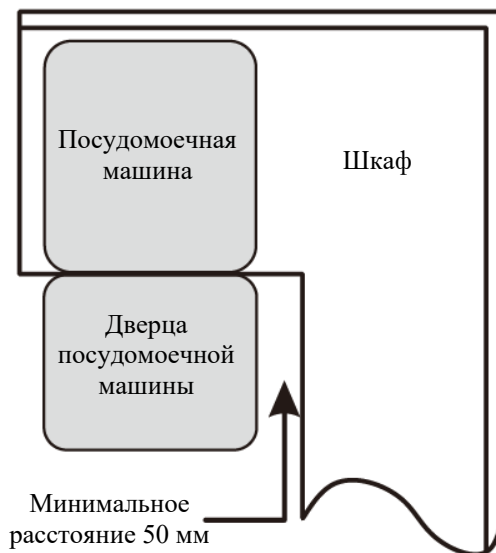 Посудомоечная
машина
Шкаф
Дверца
посудомоечной
машины
Минимальное
расстояние 50 мм